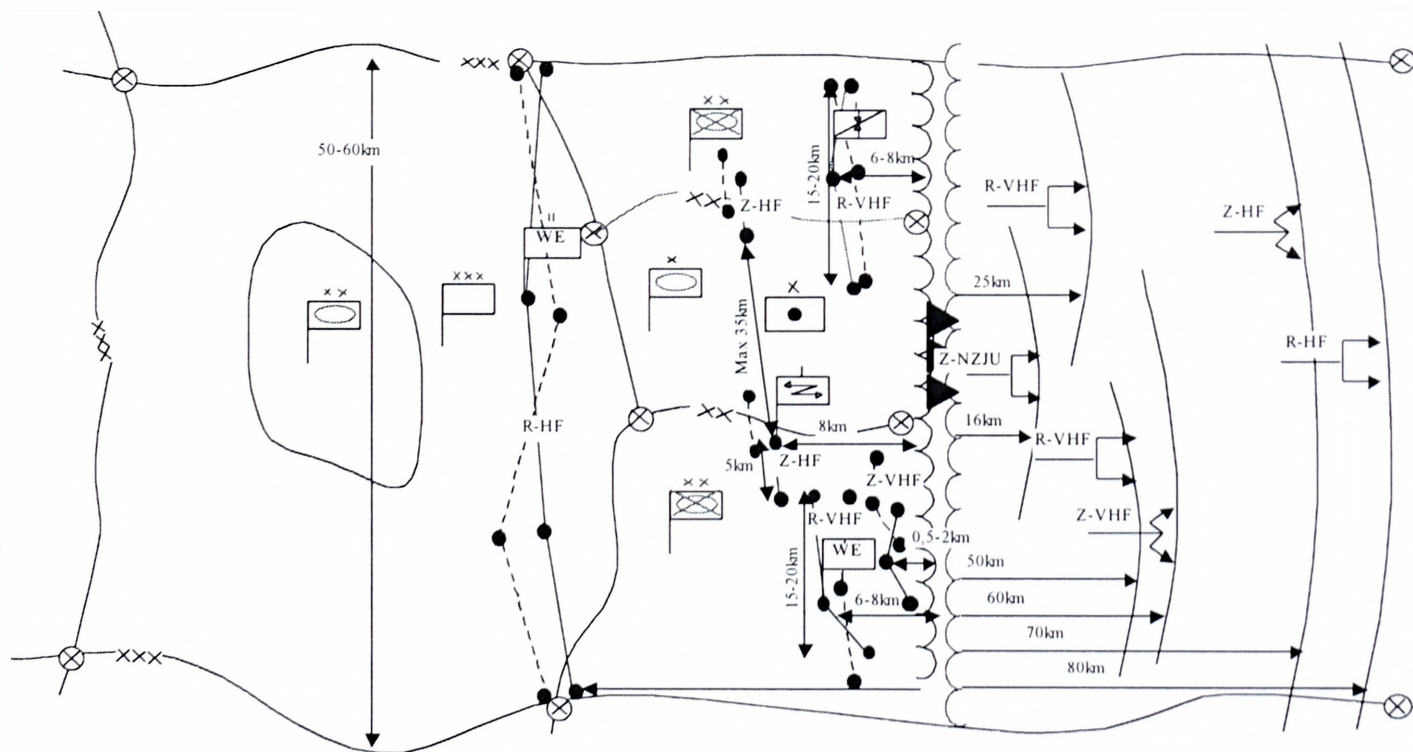 xxx
xx
50-60km
15-20km
6-8km
R-VHF
Z-HF
xx
R-VHF
Z-HF
II
WE
x
xxx
xx
x
25km
xxx
Max 35km
Z-NZJU
R-HF
I
xx
R-HF
8km
16km
R-VHF
5km
Z-HF
xx
Z-VHF
R-VHF
Z-VHF
0,5-2km
WE
50km
15-20km
6-8km
60km
70km
xxx
80km